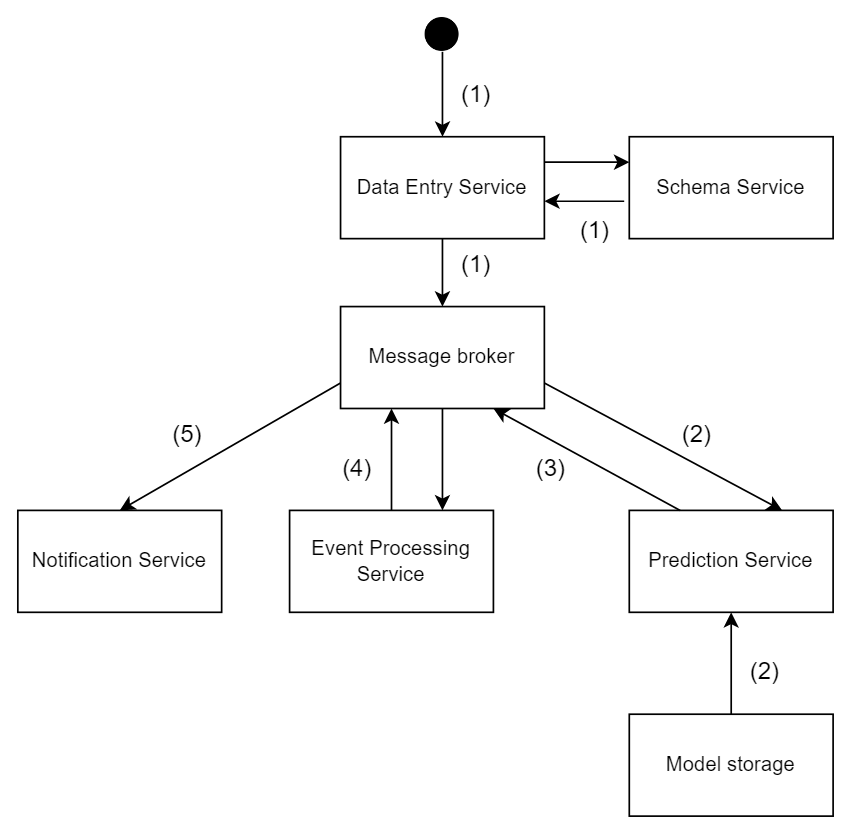 (1)
Data Entry Service
Schema Service
(1)
(1)
Message broker
(5)
(4)
(3)
(2)
Notification Service
Event Processing
Service
Prediction Service
(2)
Model storage